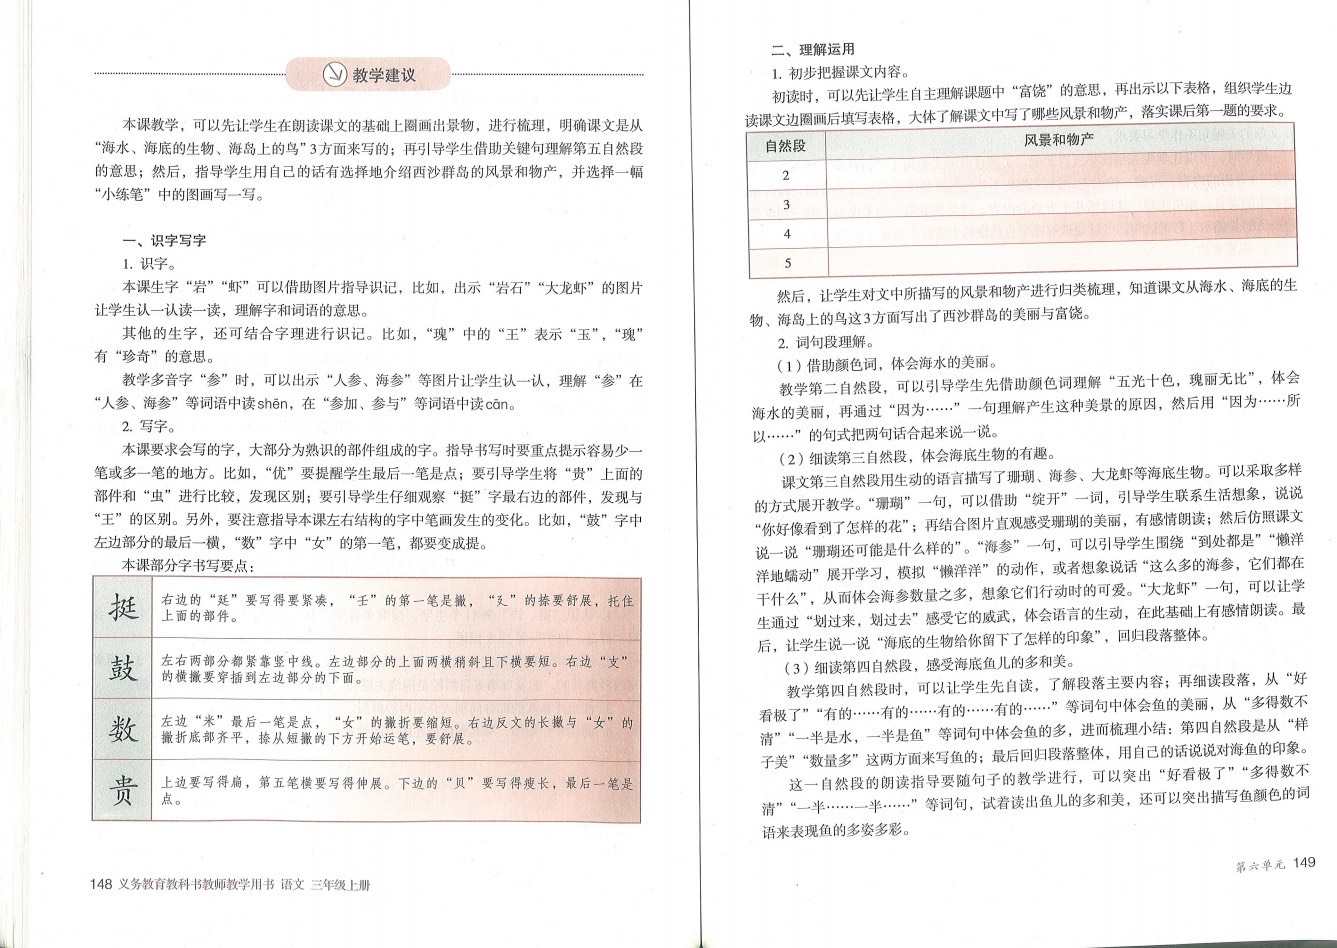 教学建议
本课教学，可以先让学生在朗读课文的基础上圈画出景物，进行梳理，明确课文是从
“海水、海底的生物、海岛上的鸟”3方面来写的；再引导学生借助关键句理解第五自然段
的意思；然后，指导学生用自己的话有选择地介绍西沙群岛的风景和物产，并选择一幅
“小练笔”中的图画写一写。
一、识字写字
1. 识字。
本课生字“岩”“虾”可以借助图片指导识记，比如，出示“岩石”“大龙虾”的图片
让学生认一认读一读，理解字和词语的意思。
其他的生字，还可结合字理进行识记。比如，“瑰”中的“王”表示“玉”，“瑰”
有“珍奇”的意思。
教学多音字“参”时，可以出示“人参、海参”等图片让学生认一认，理解“参”在
“人参、海参”等词语中读shēn，在“参加、参与”等词语中读cān。
2. 写字。
本课要求会写的字，大部分为熟识的部件组成的字。指导书写时要重点提示容易少一
笔或多一笔的地方。比如，“优”要提醒学生最后一笔是点；要引导学生将“贵”上面的
部件和“虫”进行比较，发现区别；要引导学生仔细观察“挺”字最右边的部件，发现与
“王”的区别。另外，要注意指导本课左右结构的字中笔画发生的变化。比如，“鼓”字中
左边部分的最后一横，“数”字中“女”的第一笔，都要变成提。
本课部分字书写要点：
挺
右边的“廷”要写得要紧凑，“壬”的第一笔是撇，“廴”的捺要舒展，托住
上面的部件。
鼓
左右两部分都紧靠竖中线。左边部分的上面两横稍斜且下横要短。右边“支”
的横撇要穿插到左边部分的下面。
数
左边“米”最后一笔是点，“女”的撇折要缩短。右边反文的长撇与“女”的
撇折底部齐平，捺从短撇的下方开始运笔，要舒展。
贵
上边要写得扁，第五笔横要写得伸展。下边的“贝”要写得瘦长，最后一笔是
点。
148 义务教育教科书教师教学用书 语文 三年级上册
二、理解运用
1. 初步把握课文内容。
初读时，可以先让学生自主理解课题中“富饶”的意思，再出示以下表格，组织学生边
读课文边圈画后填写表格，大体了解课文中写了哪些风景和物产，落实课后第一题的要求。
自然段 风景和物产
2
3
4
5
然后，让学生对文中所描写的风景和物产进行归类梳理，知道课文从海水、海底的生
物、海岛上的鸟这3方面写出了西沙群岛的美丽与富饶。
2. 词句段理解。
（1）借助颜色词，体会海水的美丽。
教学第二自然段，可以引导学生先借助颜色词理解“五光十色，瑰丽无比”，体会
海水的美丽，再通过“因为……”一句理解产生这种美景的原因，然后用“因为……所
以……”的句式把两句话合起来说一说。
（2）细读第三自然段，体会海底生物的有趣。
课文第三自然段用生动的语言描写了珊瑚、海参、大龙虾等海底生物。可以采取多样
的方式展开教学。“珊瑚”一句，可以借助“绽开”一词，引导学生联系生活想象，说说
“你好像看到了怎样的花”；再结合图片直观感受珊瑚的美丽，有感情朗读；然后仿照课文
说一说“珊瑚还可能是什么样的”。“海参”一句，可以引导学生围绕“到处都是”“懒洋
洋地蠕动”展开学习，模拟“懒洋洋”的动作，或者想象说话“这么多的海参，它们都在
干什么”，从而体会海参数量之多，想象它们行动时的可爱。“大龙虾”一句，可以让学
生通过“划过来，划过去”感受它的威武，体会语言的生动，在此基础上有感情朗读。最
后，让学生说一说“海底的生物给你留下了怎样的印象”，回归段落整体。
（3）细读第四自然段，感受海底鱼儿的多和美。
教学第四自然段时，可以让学生先自读，了解段落主要内容；再细读段落，从“好
看极了”“有的……有的……有的……有的……”等词句中体会鱼的美丽，从“多得数不
清”“一半是水，一半是鱼”等词句中体会鱼的多，进而梳理小结：第四自然段是从“样
子美”“数量多”这两方面来写鱼的；最后回归段落整体，用自己的话说说对海鱼的印象。
这一自然段的朗读指导要随句子的教学进行，可以突出“好看极了”“多得数不
清”“一半……一半……”等词句，试着读出鱼儿的多和美，还可以突出描写鱼颜色的词
语来表现鱼的多姿多彩。
第六单元 149